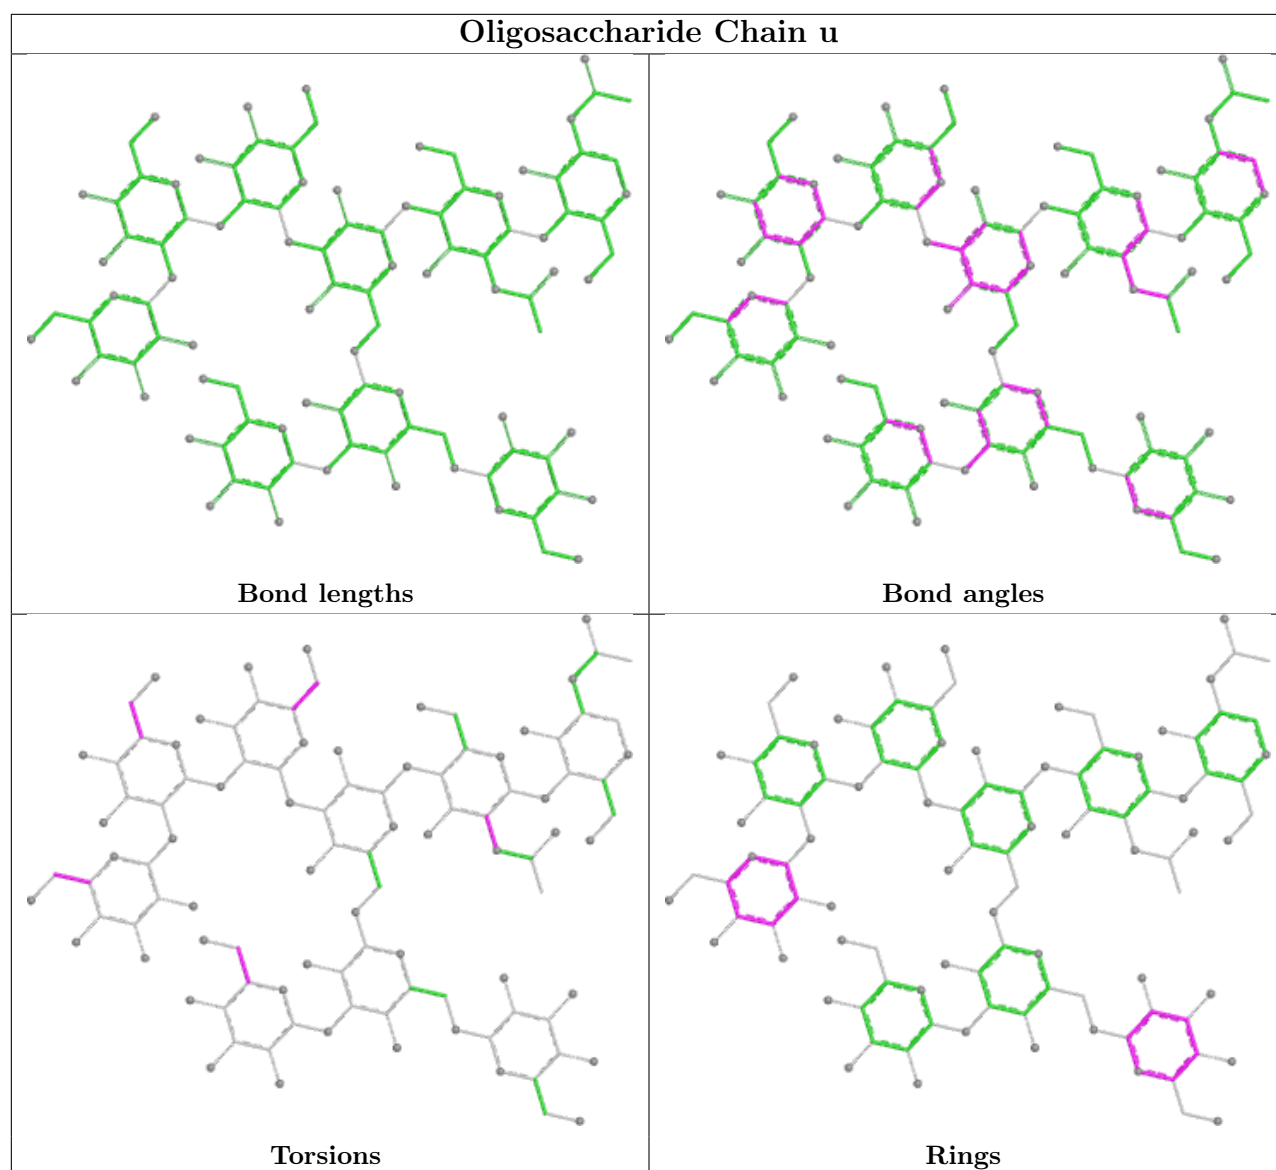 Oligosaccharide Chain u
Bond lengths
Bond angles
Torsions
Rings